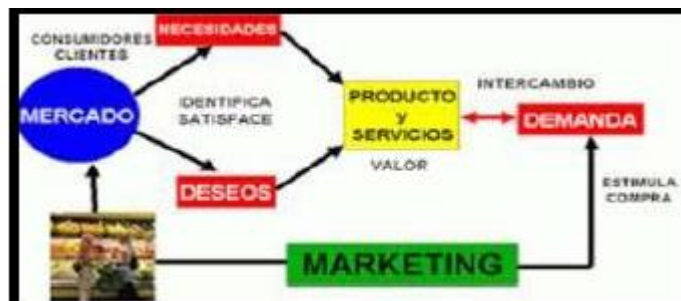 NECESIDADES
CONSUMIDORES
CLIENTES
MERCADO
IDENTIFICA
SATISFACE
DESEOS
PRODUCTO
y
SERVICIOS
VALOR
INTERCAMBIO
DEMANDA
ESTIMULA
COMPRA
MARKETING